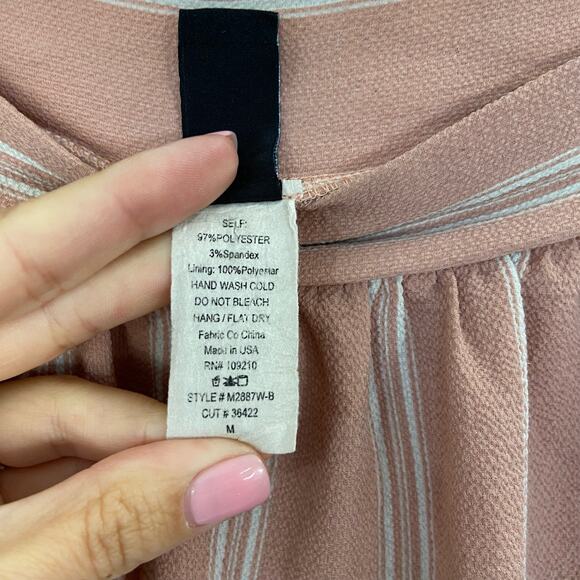 SELF:
97%POLYESTER
3%Spandex
Lining: 100%Polyester
HAND WASH COLD
DO NOT BLEACH
HANG / FLAT DRY
Fabric Co China
Made in USA
RN# 109210
STYLE # M2887W-B
CUT # 36422
M